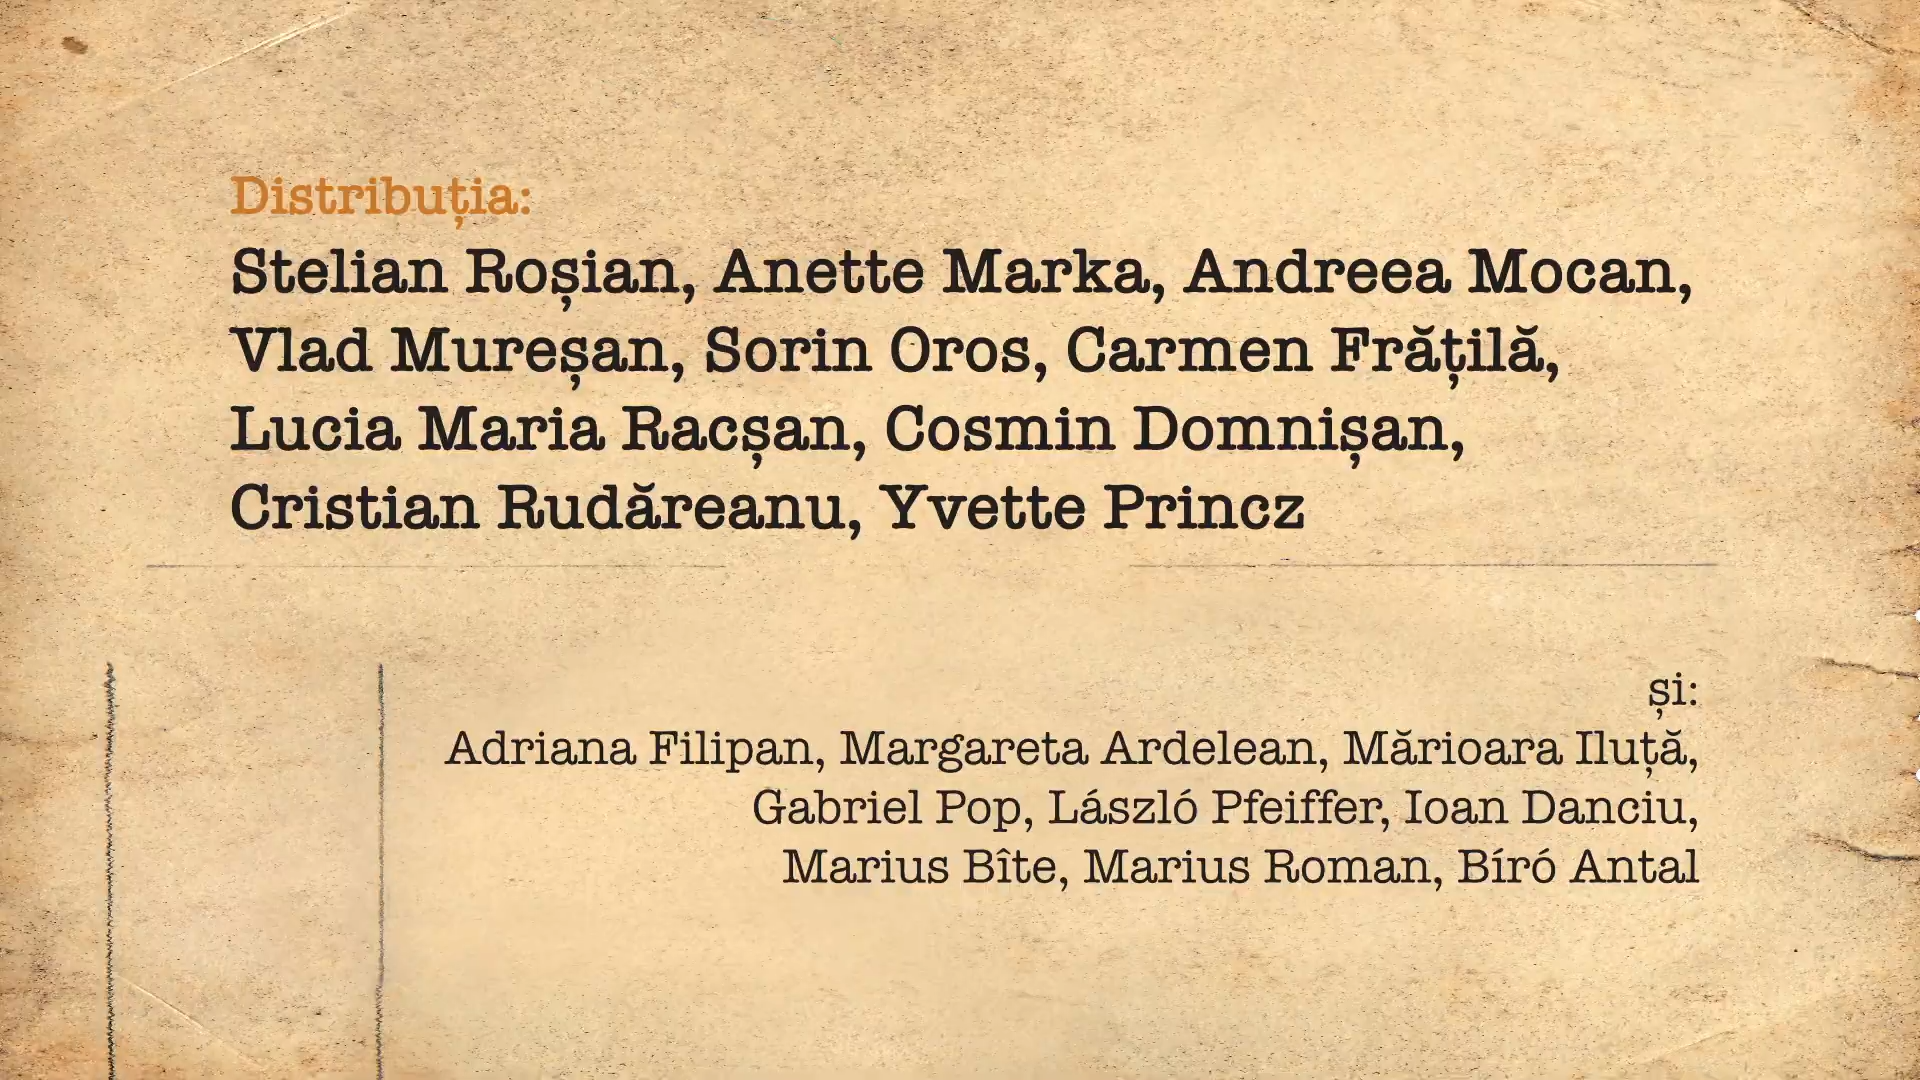 Distribuția:
Stelian Roșian, Anette Marka, Andreea Mocan,
Vlad Mureșan, Sorin Oros, Carmen Frățilă,
Lucia Maria Racșan, Cosmin Domnișan,
Cristian Rudăreanu, Yvette Princz
și:
Adriana Filipan, Margareta Ardelean, Mărioara Iluță,
Gabriel Pop, László Pfeiffer, Ioan Danciu,
Marius Bîte, Marius Roman, Bíró Antal